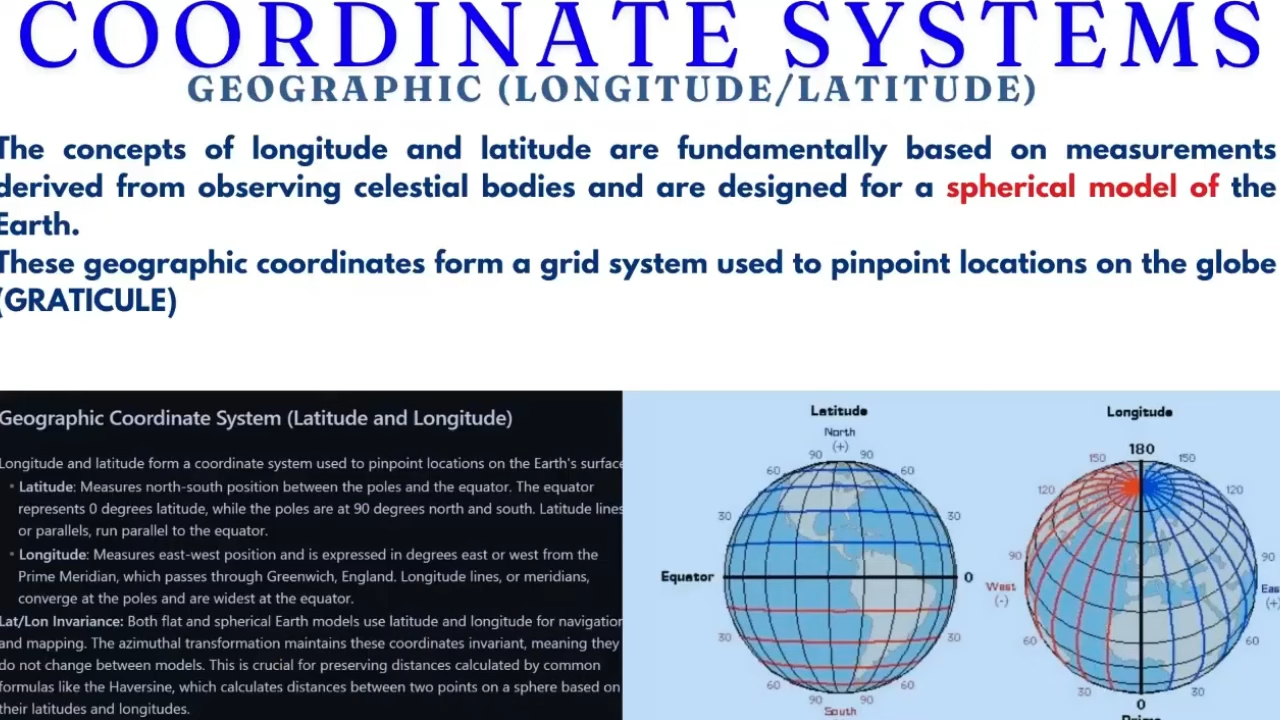 COORDINATE SYSTEMS
GEOGRAPHIC (LONGITUDE/LATITUDE)
The concepts of longitude and latitude are fundamentally based on measurements
derived from observing celestial bodies and are designed for a spherical model of the
Earth.
These geographic coordinates form a grid system used to pinpoint locations on the globe
(GRATICULE)
Geographic Coordinate System (Latitude and Longitude)
Longitude and latitude form a coordinate system used to pinpoint locations on the Earth's surface
• Latitude: Measures north-south position between the poles and the equator. The equator
represents 0 degrees latitude, while the poles are at 90 degrees north and south. Latitude lines
or parallels, run parallel to the equator.
• Longitude: Measures east-west position and is expressed in degrees east or west from the
Prime Meridian, which passes through Greenwich, England. Longitude lines, or meridians,
converge at the poles and are widest at the equator.
Lat/Lon Invariance: Both flat and spherical Earth models use latitude and longitude for navigation
and mapping. The azimuthal transformation maintains these coordinates invariant, meaning they
do not change between models. This is crucial for preserving distances calculated by common
formulas like the Haversine, which calculates distances between two points on a sphere based on
their latitudes and longitudes.
Latitude
North
(+)
90 90
60 60
30 30
Equator 0
30 30
60 60
90 90
South
Longitude
180
150 150
120 120
90 90
West
(-)
Eas
(+)
60 60
30 30
0
Prime